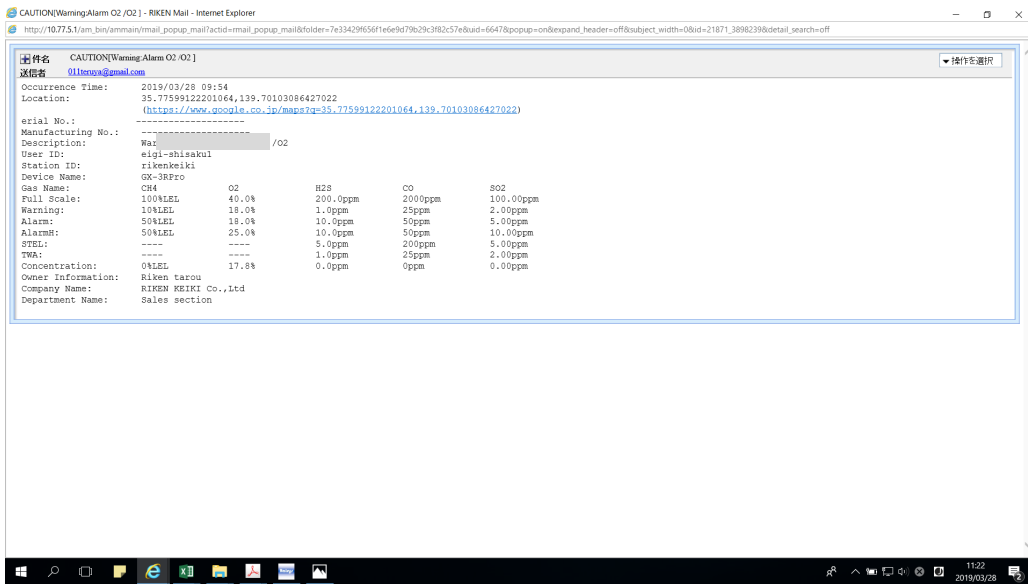 CAUTION[Warning:Alarm O2 /O2 ] - RIKEN Mail - Internet Explorer
http://10.77.5.1/am_bin/ammain/rmail_popup_mail?actid=rmail_popup_mail&folder=7e33429f656f1e6e9d79b29c3f82c57e&uid=6647&popup=on&expand_header=off&subject_width=0&id=21871_3898239&detail_search=off
件名 CAUTION[Warning:Alarm O2 /O2 ]
▼操作を選択
送信者 011teruya@gmail.com
Occurrence Time: 2019/03/28 09:54
Location: 35.77599122201064,139.70103086427022
(https://www.google.co.jp/maps?q=35.77599122201064,139.70103086427022)
erial No.: --------------------
Manufacturing No.: --------------------
Description: War /O2
User ID: eigi-shisaku1
Station ID: rikenkeiki
Device Name: GX-3RPro
Gas Name: CH4 O2 H2S CO SO2
Full Scale: 100%LEL 40.0% 200.0ppm 2000ppm 100.00ppm
Warning: 10%LEL 18.0% 1.0ppm 25ppm 2.00ppm
Alarm: 50%LEL 18.0% 10.0ppm 50ppm 5.00ppm
AlarmH: 50%LEL 25.0% 10.0ppm 50ppm 10.00ppm
STEL: ---- ---- 5.0ppm 200ppm 5.00ppm
TWA: ---- ---- 1.0ppm 25ppm 2.00ppm
Concentration: 0%LEL 17.8% 0.0ppm 0ppm 0.00ppm
Owner Information: Riken tarou
Company Name: RIKEN KEIKI Co.,Ltd
Department Name: Sales section
11:22
2019/03/28